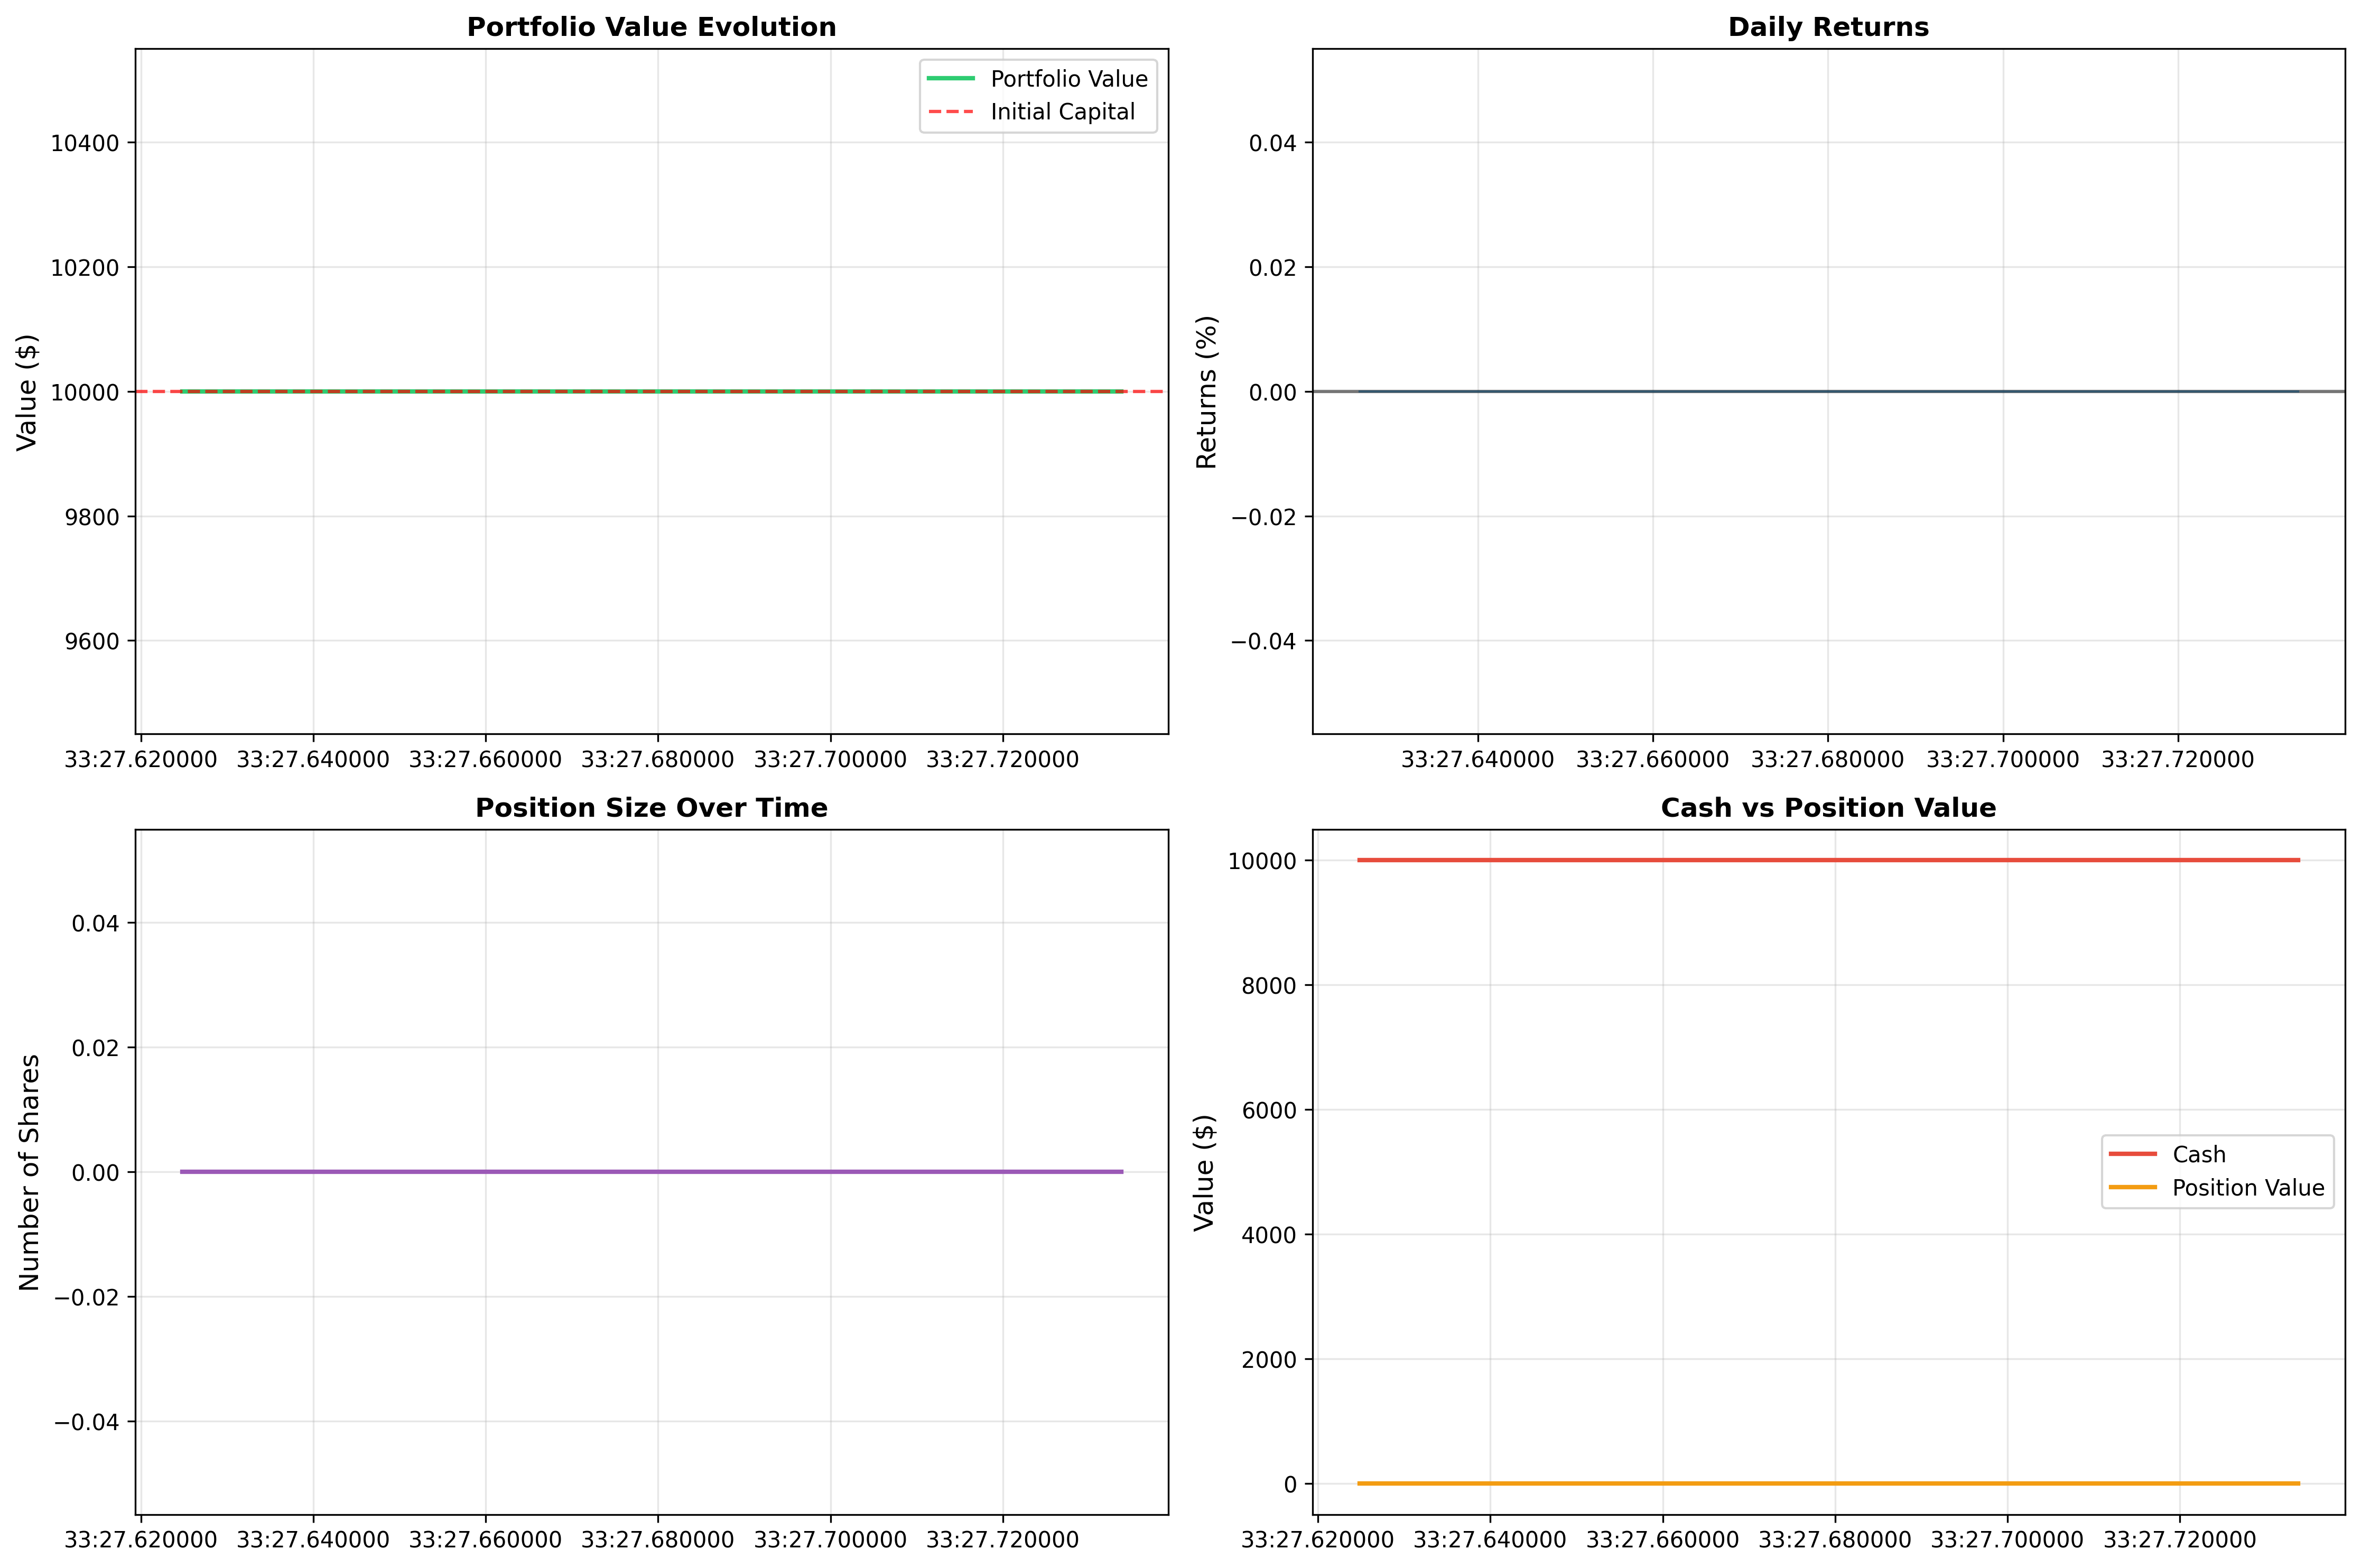 Portfolio Value Evolution
Value ($)
10400
10200
10000
9800
9600
Portfolio Value
Initial Capital
33:27.620000 33:27.640000 33:27.660000 33:27.680000 33:27.700000 33:27.720000
Daily Returns
Returns (%)
0.04
0.02
0.00
−0.02
−0.04
33:27.640000 33:27.660000 33:27.680000 33:27.700000 33:27.720000
Position Size Over Time
Number of Shares
0.04
0.02
0.00
−0.02
−0.04
33:27.620000 33:27.640000 33:27.660000 33:27.680000 33:27.700000 33:27.720000
Cash vs Position Value
Value ($)
10000
8000
6000
4000
2000
0
Cash
Position Value
33:27.620000 33:27.640000 33:27.660000 33:27.680000 33:27.700000 33:27.720000